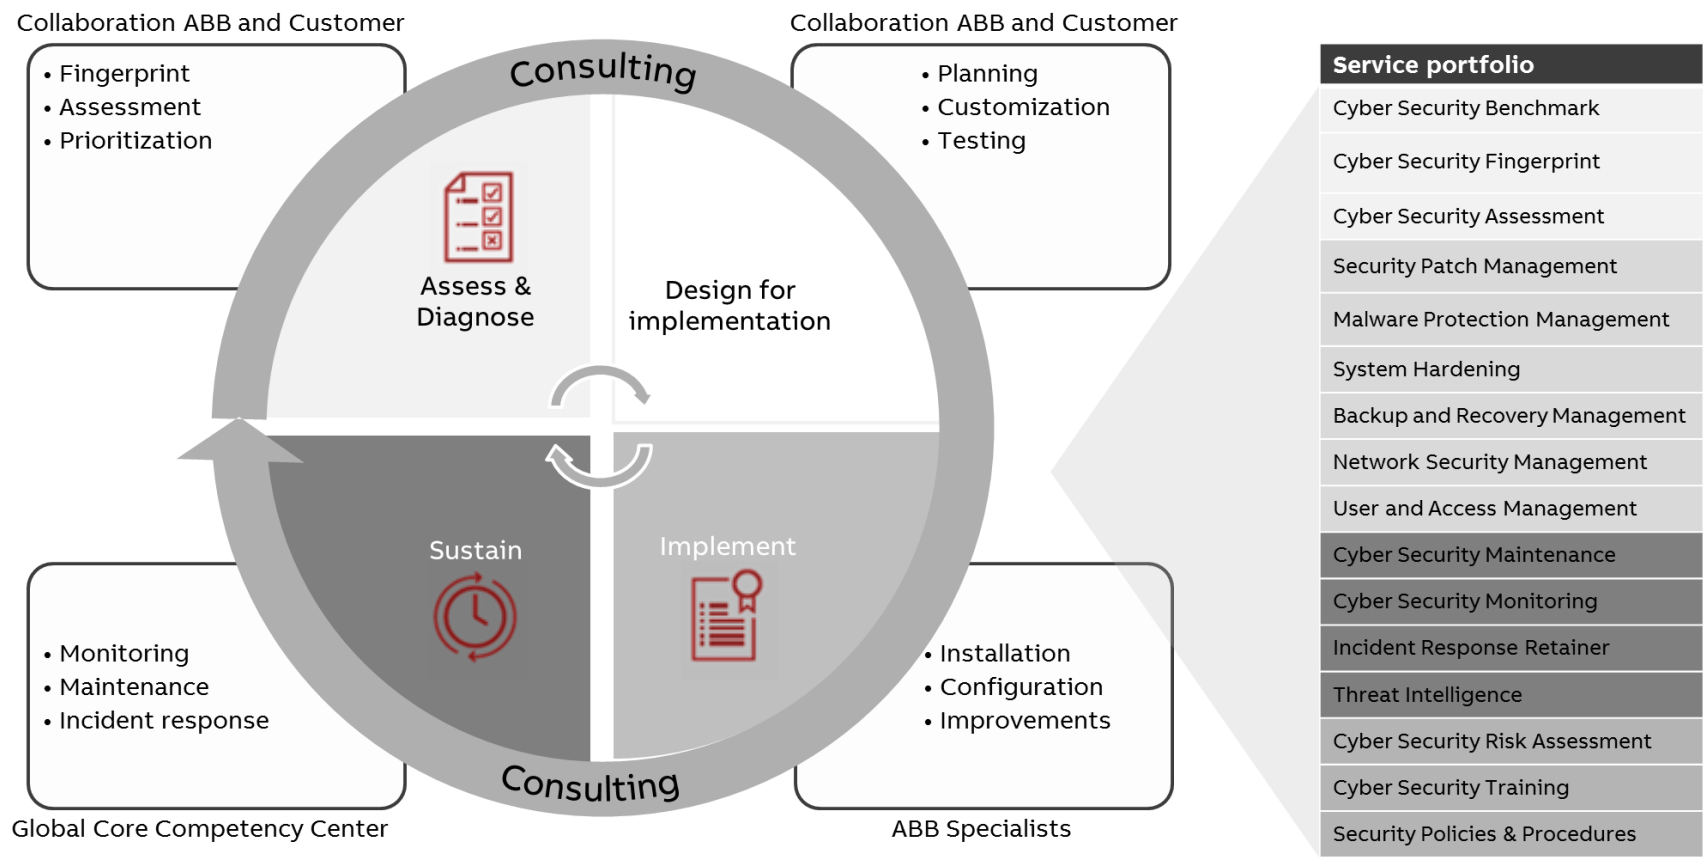 Collaboration ABB and Customer
• Fingerprint
• Assessment
• Prioritization
Collaboration ABB and Customer
• Planning
• Customization
• Testing
Consulting
Assess &
Diagnose
Design for
implementation
Sustain
Implement
• Monitoring
• Maintenance
• Incident response
Global Core Competency Center
• Installation
• Configuration
• Improvements
ABB Specialists
Consulting
Service portfolio
Cyber Security Benchmark
Cyber Security Fingerprint
Cyber Security Assessment
Security Patch Management
Malware Protection Management
System Hardening
Backup and Recovery Management
Network Security Management
User and Access Management
Cyber Security Maintenance
Cyber Security Monitoring
Incident Response Retainer
Threat Intelligence
Cyber Security Risk Assessment
Cyber Security Training
Security Policies & Procedures